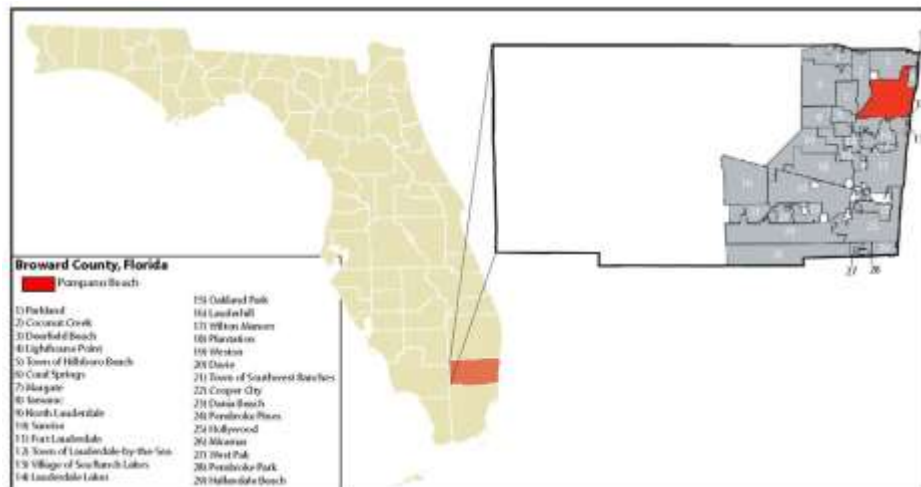 Broward County, Florida
Pompano Beach
1) Parkland
2) Coconut Creek
3) Deerfield Beach
4) Lighthouse Point
5) Town of Hillsboro Beach
6) Coral Springs
7) Margate
8) Tamarac
9) North Lauderdale
10) Sunrise
11) Fort Lauderdale
12) Town of Lauderdale-by-the-Sea
13) Village of Sea Ranch Lakes
14) Lauderdale Lakes
15) Oakland Park
16) Lauderhill
17) Wilton Manors
18) Plantation
19) Weston
20) Davie
21) Town of Southwest Ranches
22) Cooper City
23) Dania Beach
24) Pembroke Pines
25) Hollywood
26) Miramar
27) West Park
28) Pembroke Park
29) Hallendale Beach
27 28